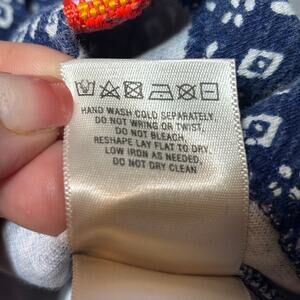 HAND WASH COLD SEPARATELY.
DO NOT WRING OR TWIST.
DO NOT BLEACH.
RESHAPE LAY FLAT TO DRY.
LOW IRON AS NEEDED.
DO NOT DRY CLEAN